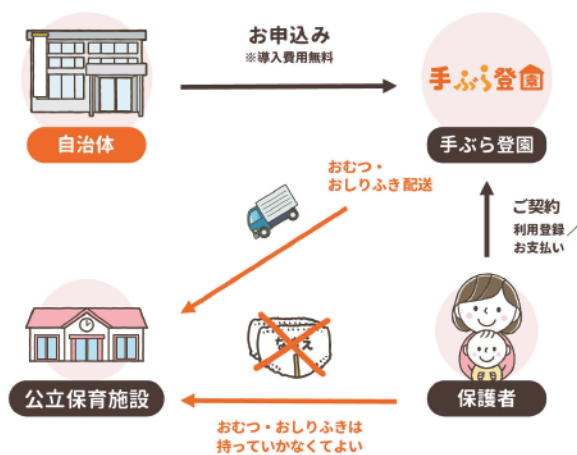 お申込み
※導入費用無料
手ぶら登園
自治体
手ぶら登園
おむつ・
おしりふき配送
ご契約
利用登録／
お支払い
公立保育施設
保護者
おむつ・おしりふきは
持っていかなくてよい